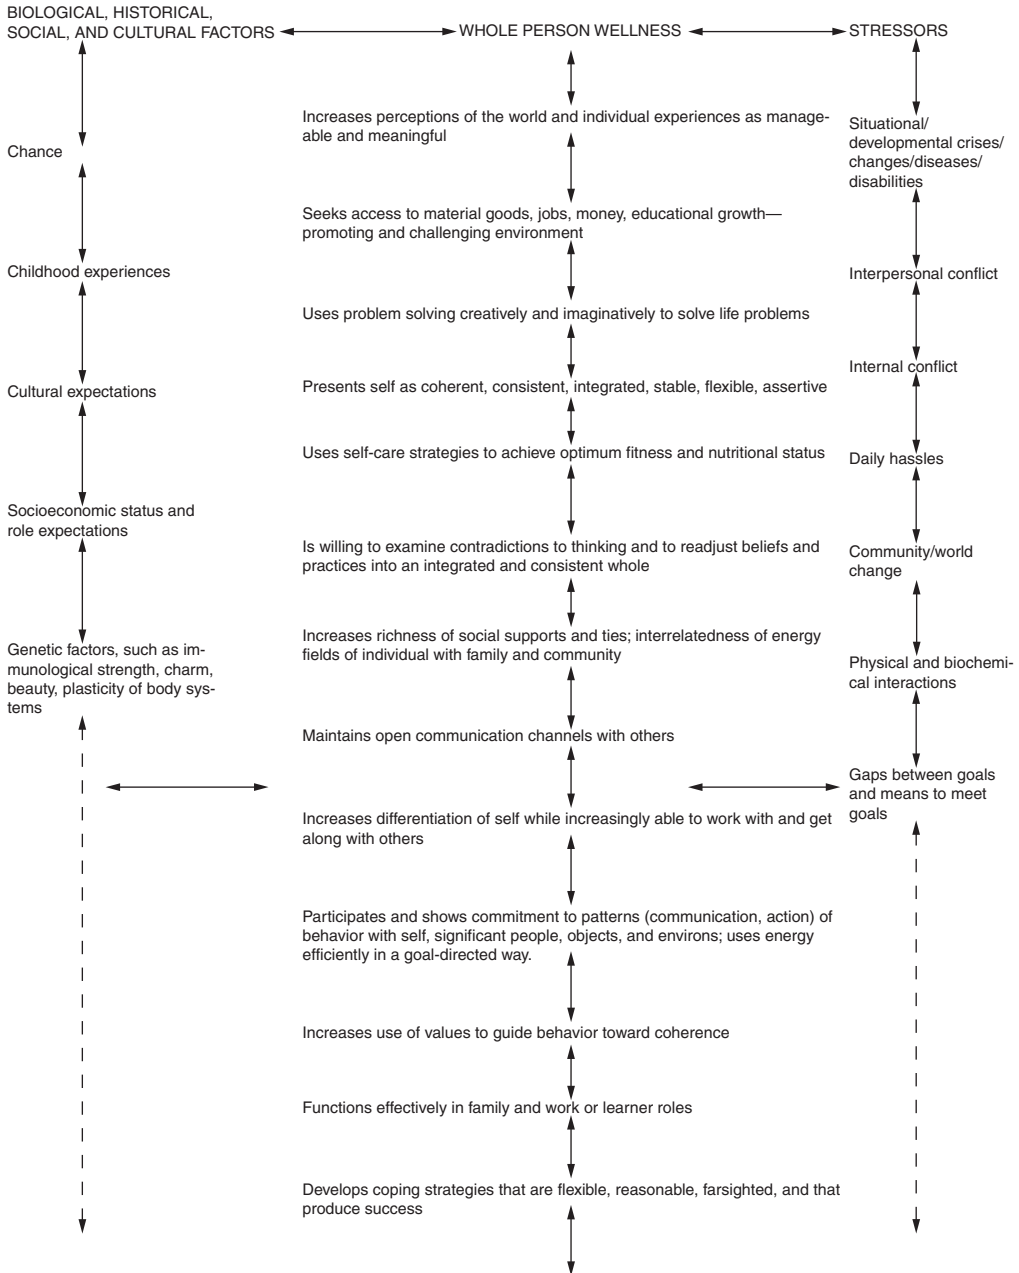 BIOLOGICAL, HISTORICAL,
SOCIAL, AND CULTURAL FACTORS
Chance
Childhood experiences
Cultural expectations
Socioeconomic status and
role expectations
Genetic factors, such as im-
munological strength, charm,
beauty, plasticity of body sys-
tems
WHOLE PERSON WELLNESS
Increases perceptions of the world and individual experiences as manage-
able and meaningful
Seeks access to material goods, jobs, money, educational growth—
promoting and challenging environment
Uses problem solving creatively and imaginatively to solve life problems
Presents self as coherent, consistent, integrated, stable, flexible, assertive
Uses self-care strategies to achieve optimum fitness and nutritional status
Is willing to examine contradictions to thinking and to readjust beliefs and
practices into an integrated and consistent whole
Increases richness of social supports and ties; interrelatedness of energy
fields of individual with family and community
Maintains open communication channels with others
Increases differentiation of self while increasingly able to work with and get
along with others
Participates and shows commitment to patterns (communication, action) of
behavior with self, significant people, objects, and environs; uses energy
efficiently in a goal-directed way.
Increases use of values to guide behavior toward coherence
Functions effectively in family and work or learner roles
Develops coping strategies that are flexible, reasonable, farsighted, and that
produce success
STRESSORS
Situational/
developmental crises/
changes/diseases/
disabilities
Interpersonal conflict
Internal conflict
Daily hassles
Community/world
change
Physical and biochemi-
cal interactions
Gaps between goals
and means to meet
goals